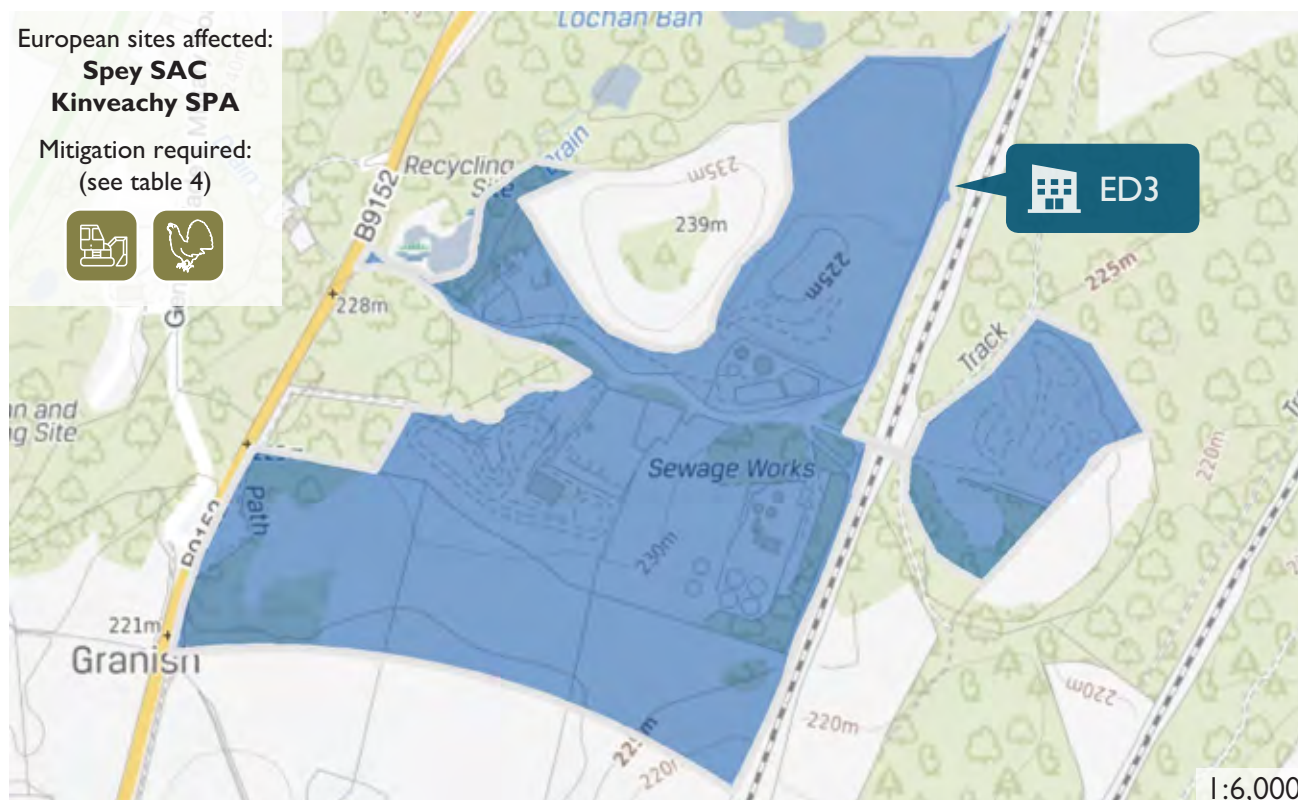 European sites affected:
Spey SAC
Kinveachy SPA
Mitigation required:
(see table 4)
Lochan Ban
Drain
Recycling
Site
B9152
235m
239m
ED3
225m
225m
228m
Track
Sewage Works
Path
230m
220m
B9152
221m
Granish
220m
220m
220m
1:6,000